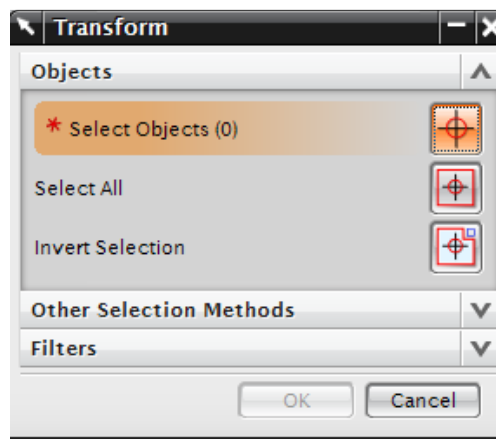 Transform
Objects
* Select Objects (0)
Select All
Invert Selection
Other Selection Methods
Filters
OK Cancel